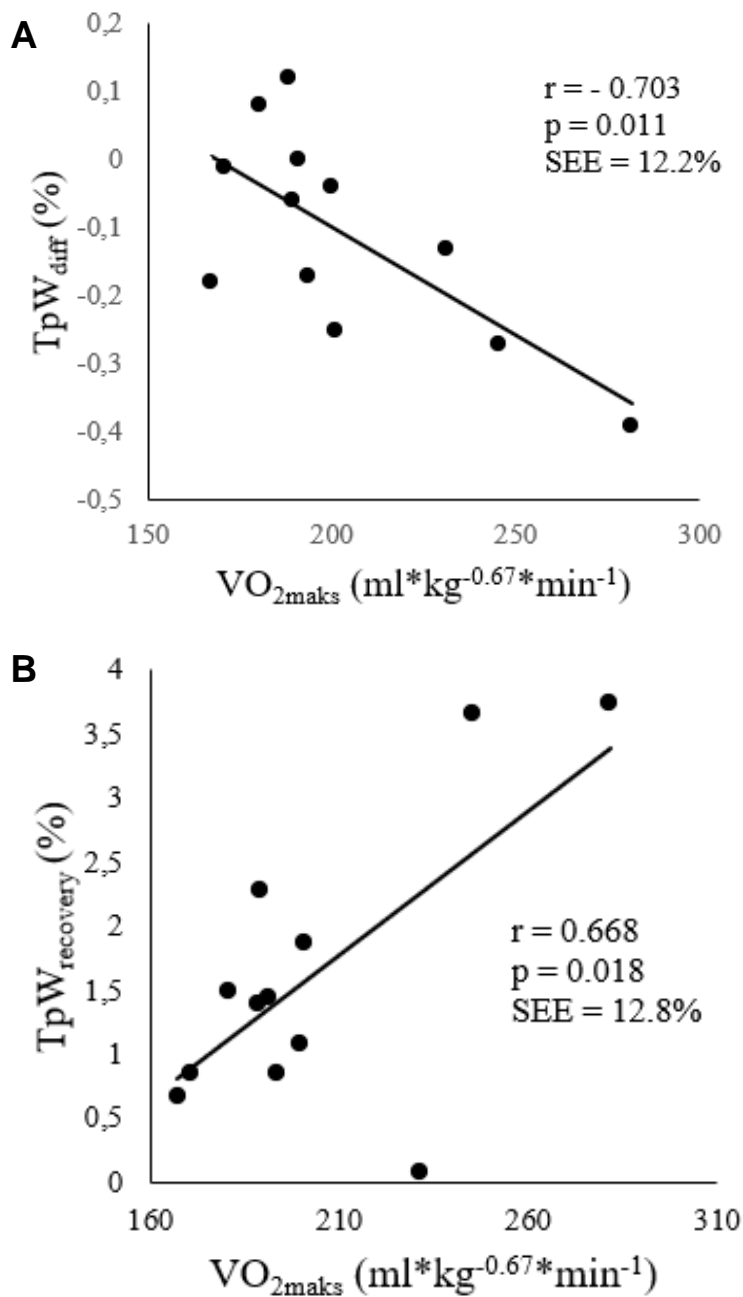 A
0,2
0,1
0
-0,1
-0,2
-0,3
-0,4
-0,5
TpWdiff (%)
r = - 0.703
p = 0.011
SEE = 12.2%
150 200 250 300
VO2maks (ml*kg-0.67*min-1)
B
4
3,5
3
2,5
2
1,5
1
0,5
0
TpWrecovery (%)
r = 0.668
p = 0.018
SEE = 12.8%
160 210 260 310
VO2maks (ml*kg-0.67*min-1)